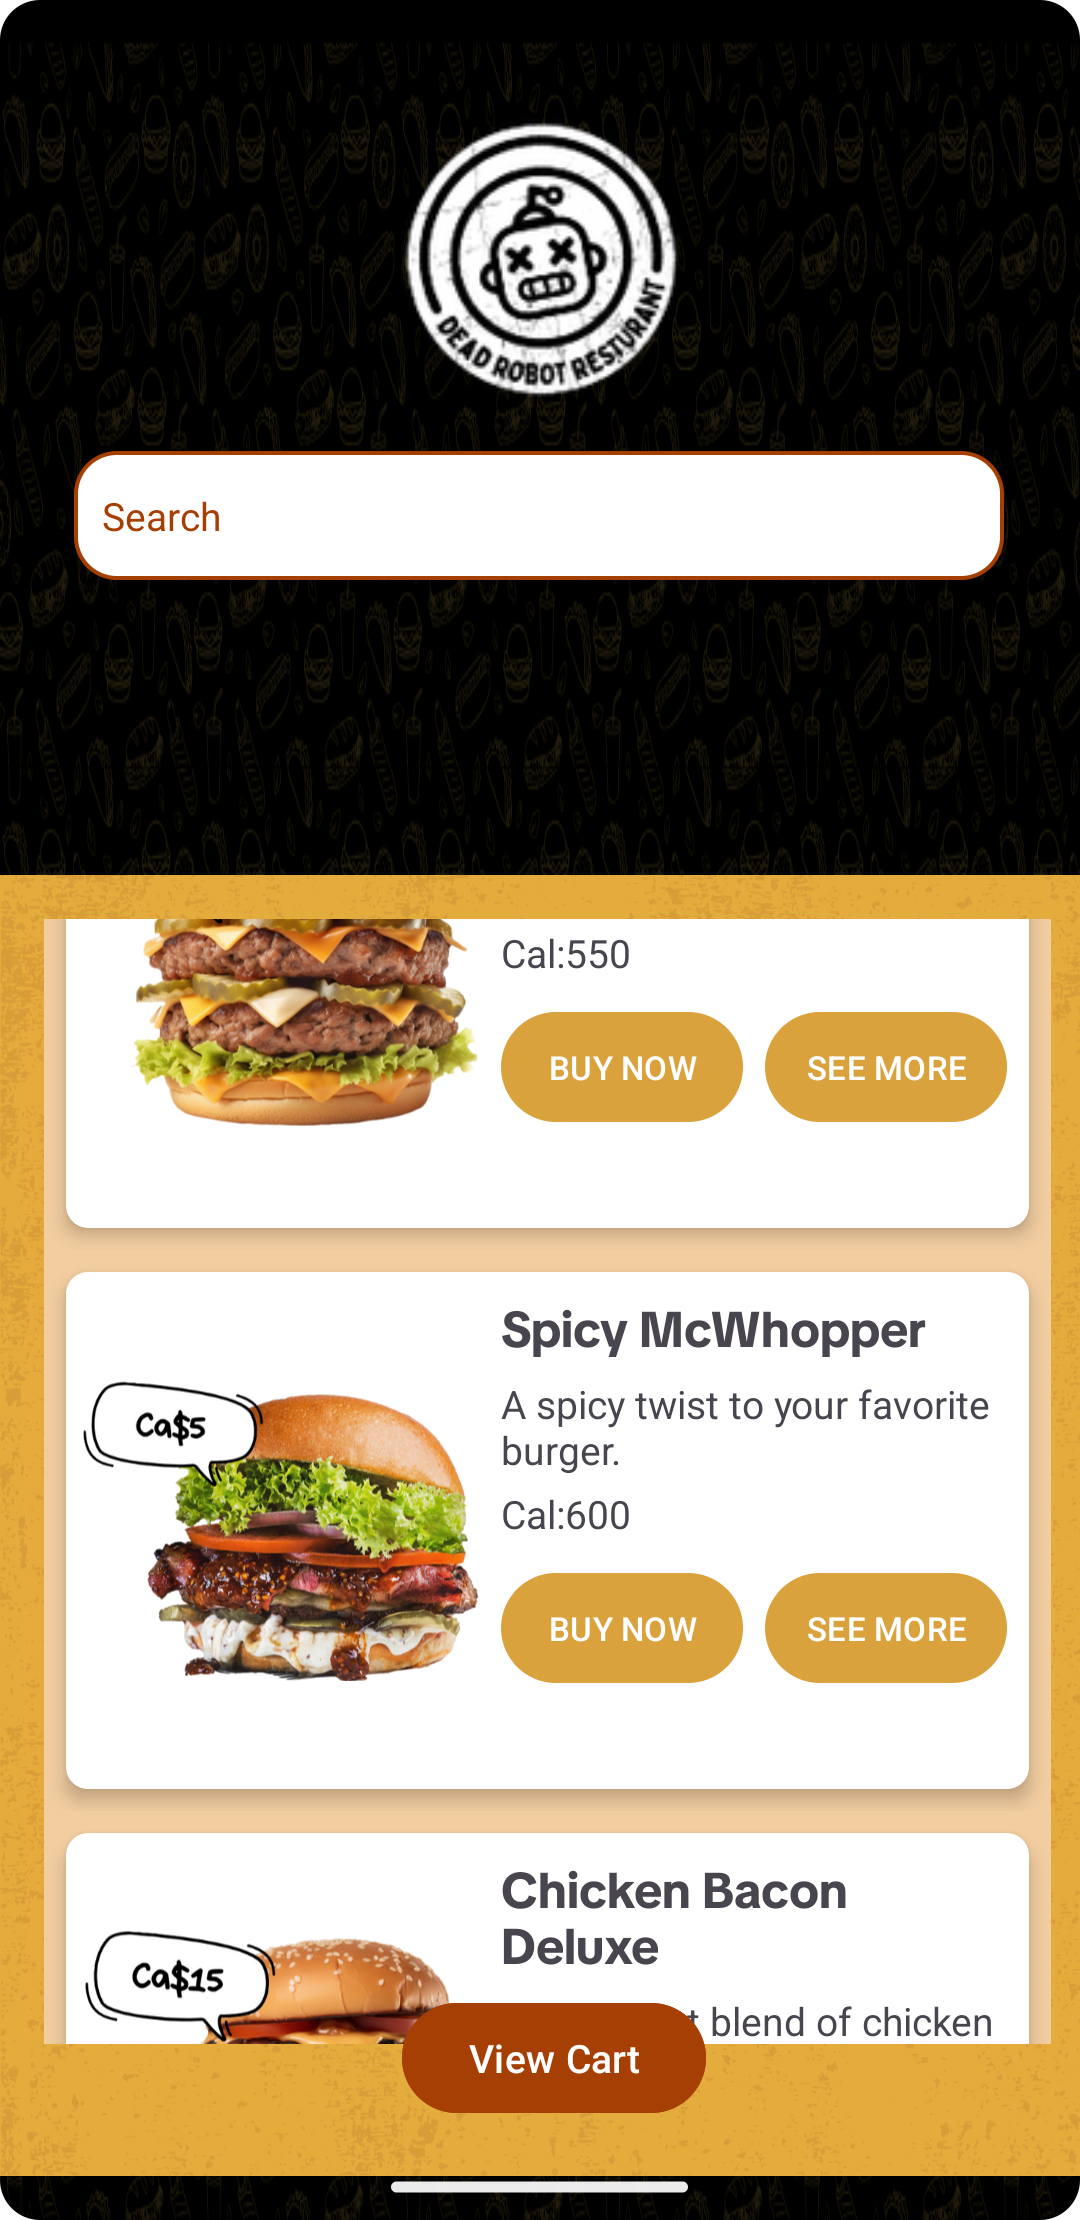 DEAD ROBOT RESTURANT
Search
Cal:550
BUY NOW SEE MORE
Spicy McWhopper
Ca$5
A spicy twist to your favorite
burger.
Cal:600
BUY NOW SEE MORE
Chicken Bacon
Deluxe
Ca$15
blend of chicken
View Cart